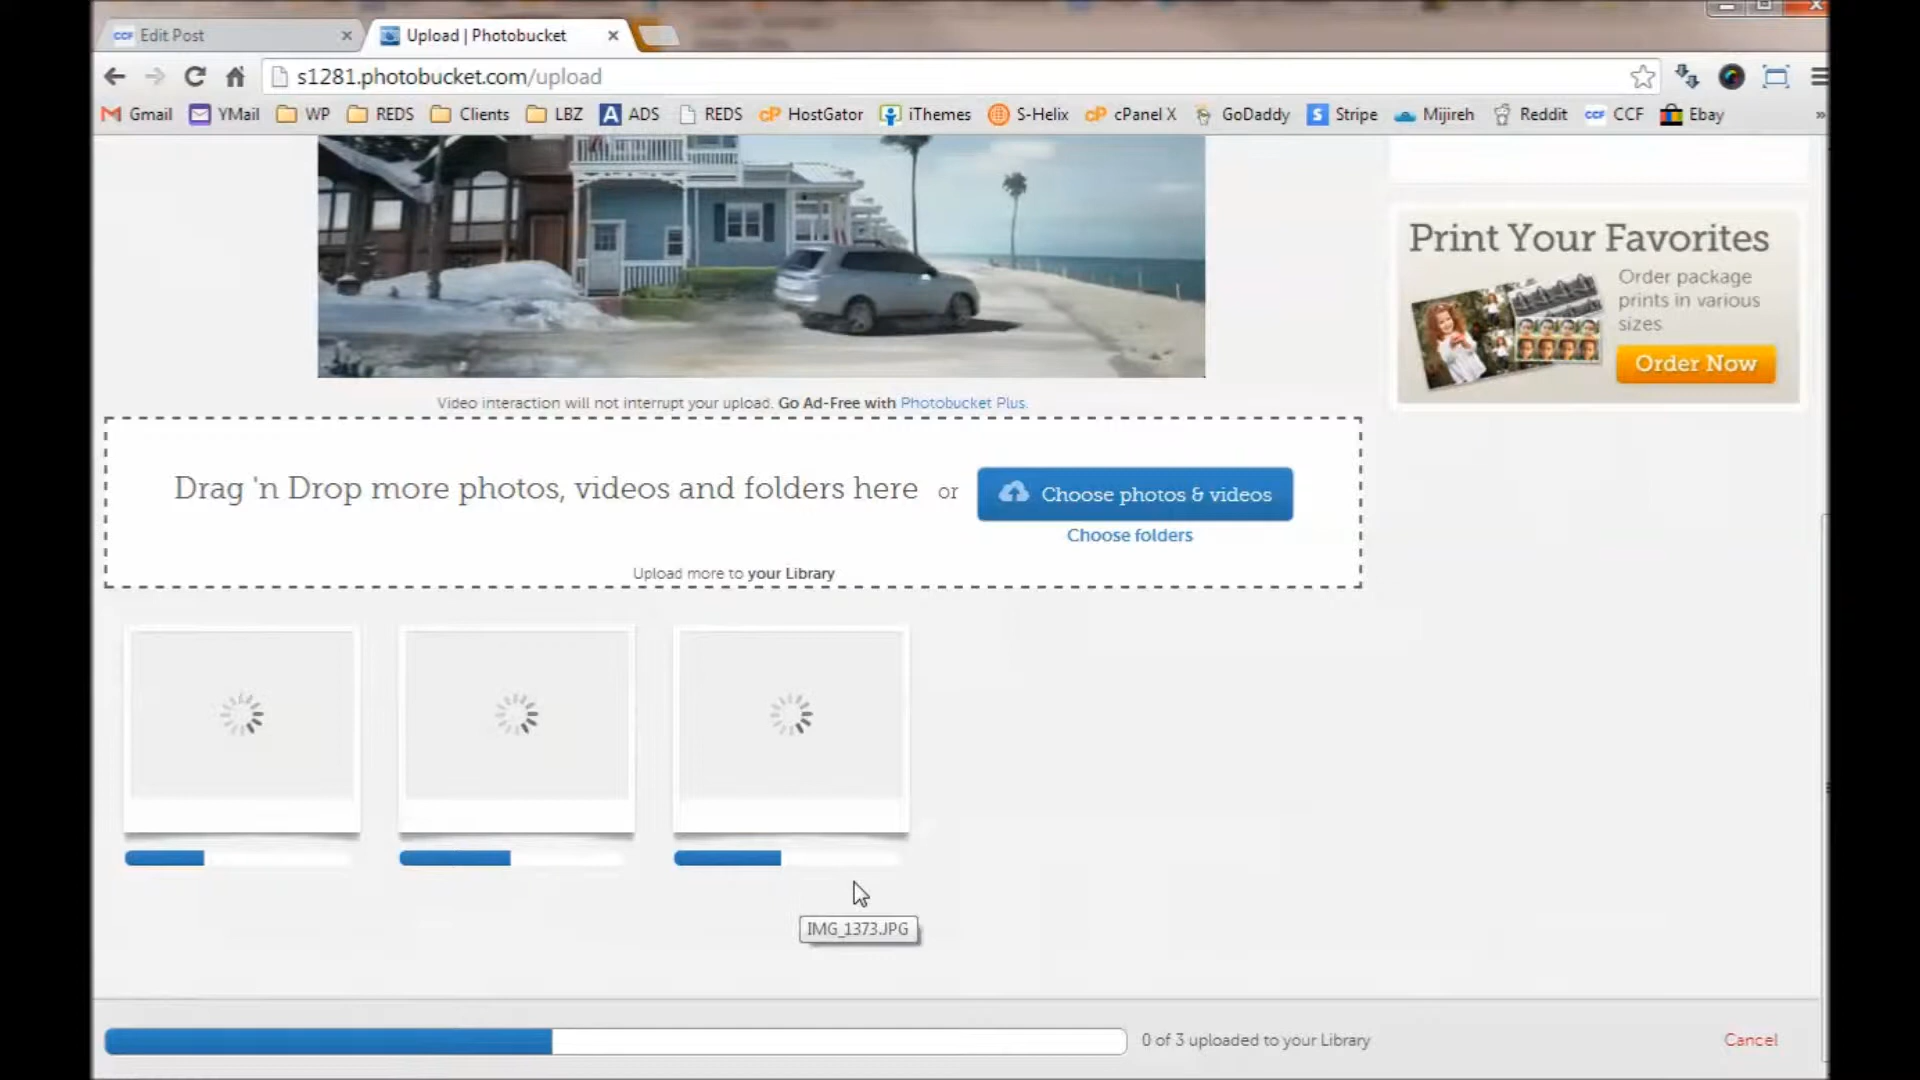 CCF Edit Post
Upload | Photobucket
s1281.photobucket.com/upload
Gmail YMail WP REDS Clients LBZ A ADS REDS cP HostGator iThemes S-Helix cP cPanel X GoDaddy S Stripe Mijireh Reddit CCF CCF Ebay »
Print Your Favorites
Order package
prints in various
sizes
Order Now
Video interaction will not interrupt your upload. Go Ad-Free with Photobucket Plus.
Drag 'n Drop more photos, videos and folders here or Choose photos & videos
Choose folders
Upload more to your Library
IMG_1373.JPG
0 of 3 uploaded to your Library
Cancel